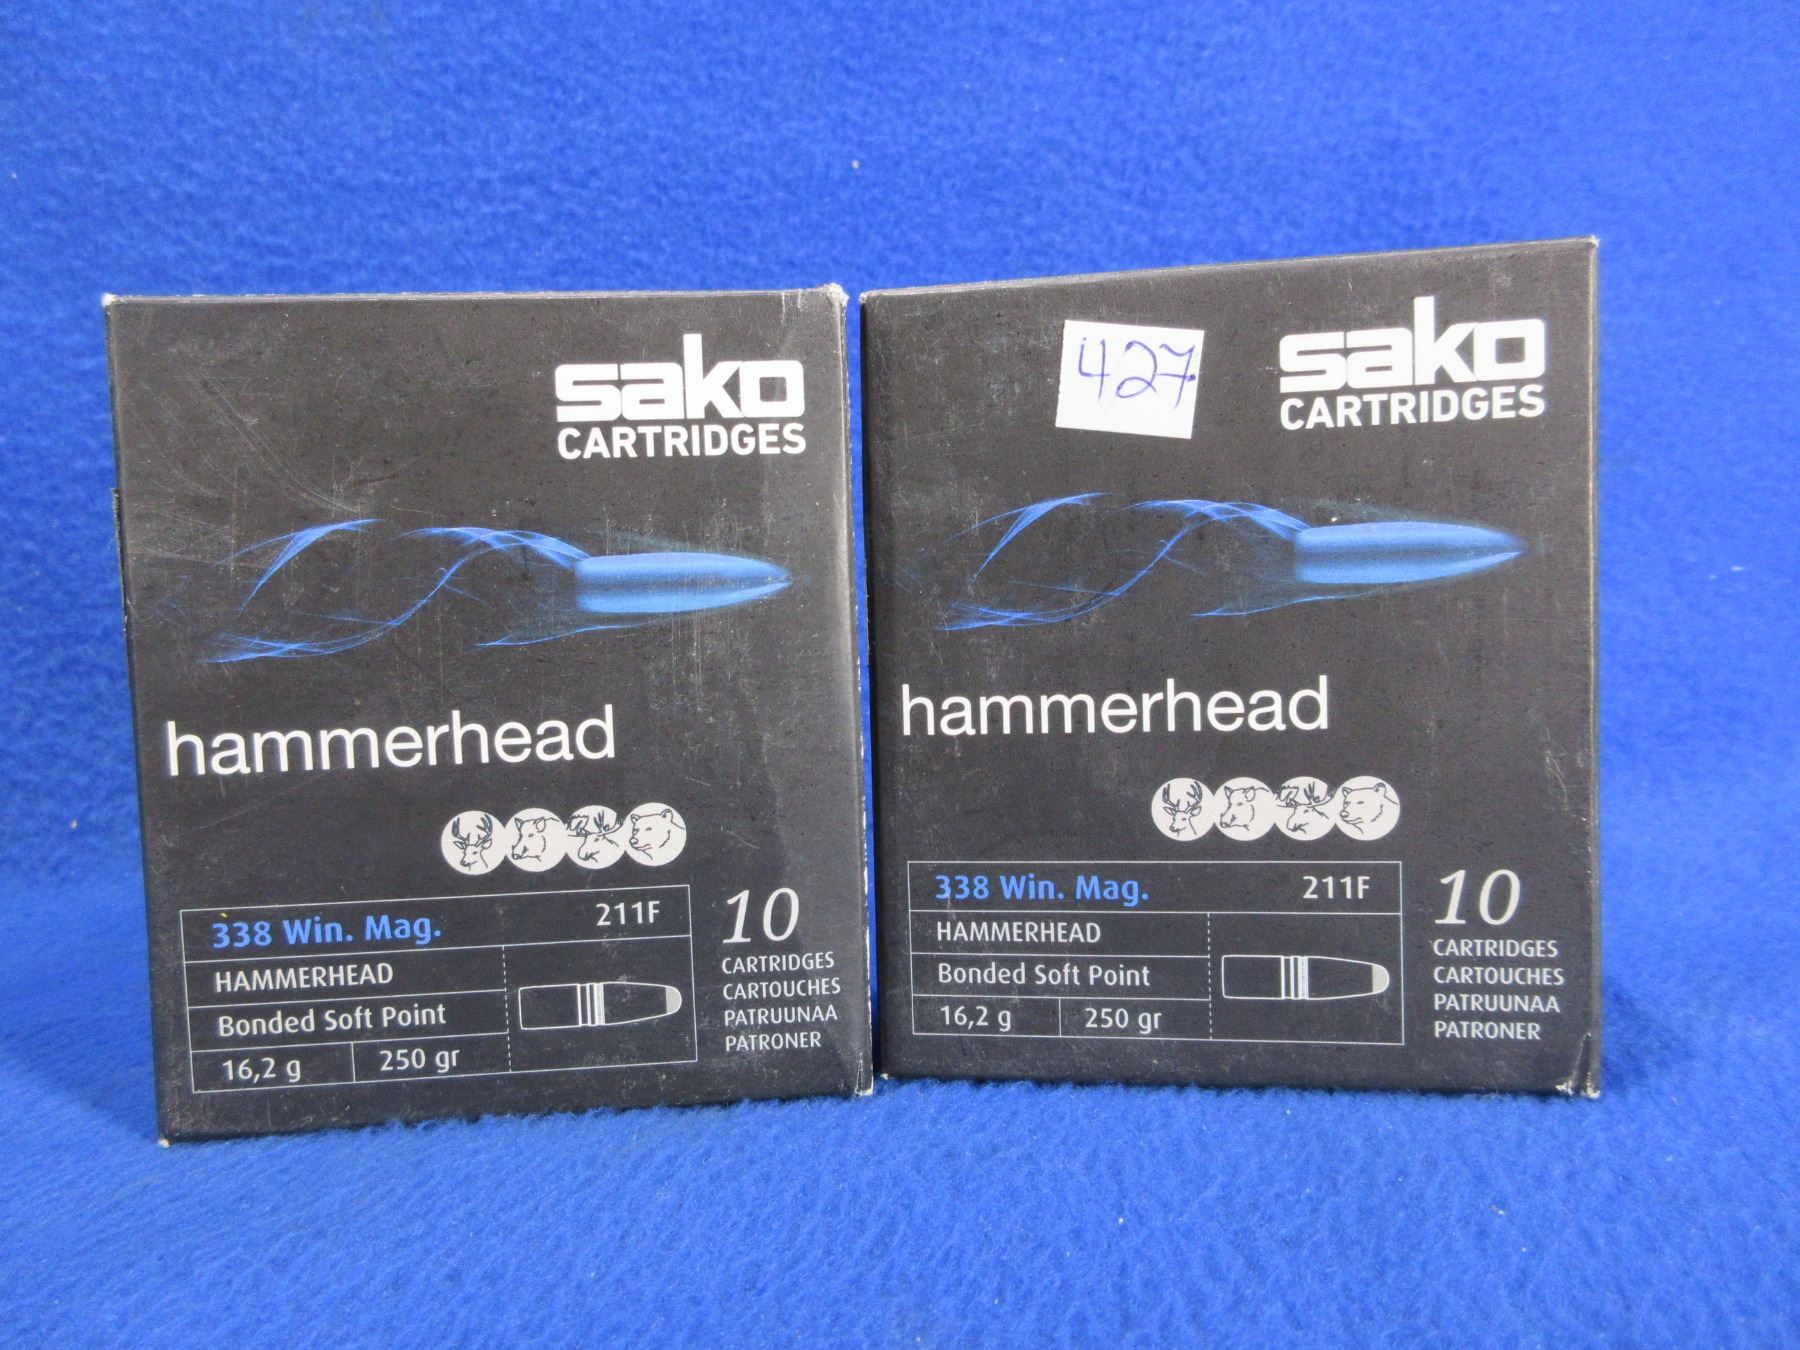 sako
CARTRIDGES
hammerhead
338 Win. Mag. 211F
HAMMERHEAD
Bonded Soft Point
16,2 g 250 gr
10
CARTRIDGES
CARTOUCHES
PATRUUNAA
PATRONER
427
sako
CARTRIDGES
hammerhead
338 Win. Mag. 211F
HAMMERHEAD
Bonded Soft Point
16,2 g 250 gr
10
CARTRIDGES
CARTOUCHES
PATRUUNAA
PATRONER